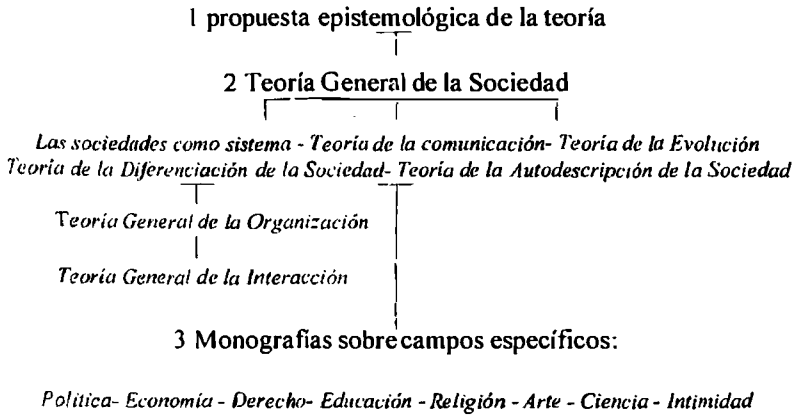 1 propuesta epistemológica de la teoría
2 Teoría General de la Sociedad
Las sociedades como sistema - Teoría de la comunicación- Teoría de la Evolución
Teoría de la Diferenciación de la Sociedad- Teoría de la Autodescripción de la Sociedad
Teoría General de la Organización
Teoría General de la Interacción
3 Monografías sobre campos específicos:
Política- Economía - Derecho- Educación - Religión - Arte - Ciencia - Intimidad